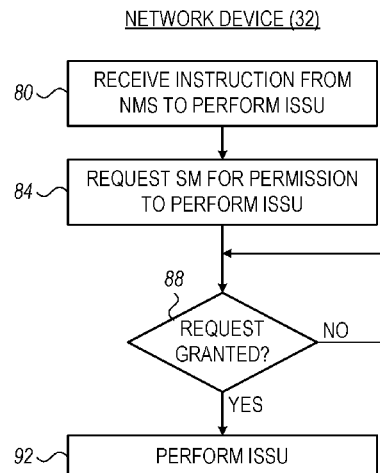 NETWORK DEVICE (32)
80
RECEIVE INSTRUCTION FROM
NMS TO PERFORM ISSU
84
REQUEST SM FOR PERMISSION
TO PERFORM ISSU
88
REQUEST
GRANTED?
NO
YES
92
PERFORM ISSU